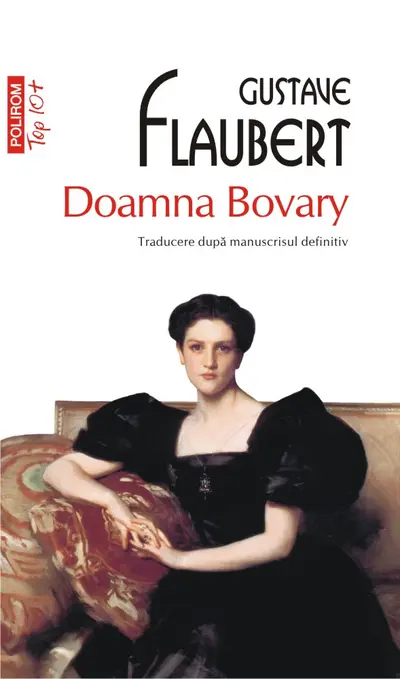 POLIROM
Top 10+
GUSTAVE
FLAUBERT
Doamna Bovary
Traducere după manuscrisul definitiv